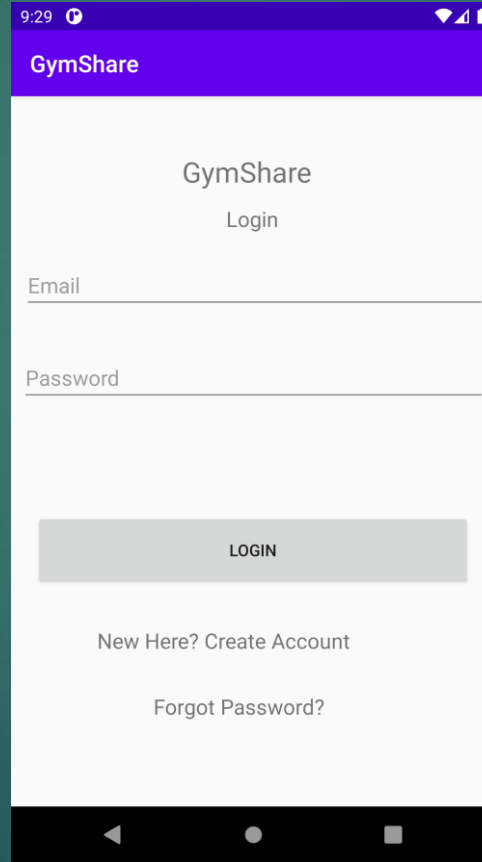 9:29
GymShare
GymShare
Login
Email
Password
LOGIN
New Here? Create Account
Forgot Password?